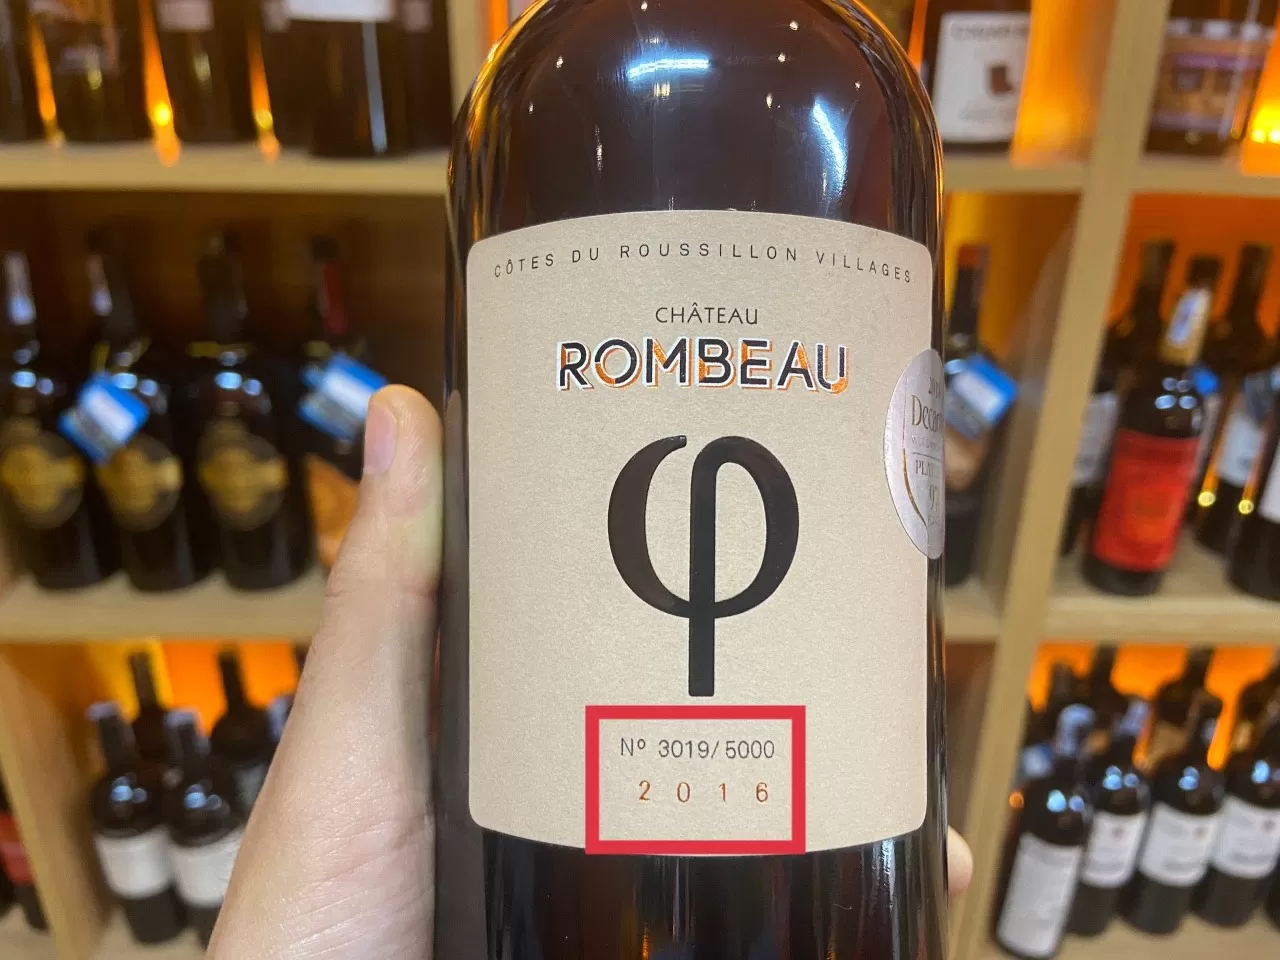 CÔTES DU ROUSSILLON VILLAGES
CHÂTEAU
ROMBEAU
φ
Nº 3019/5000
2016